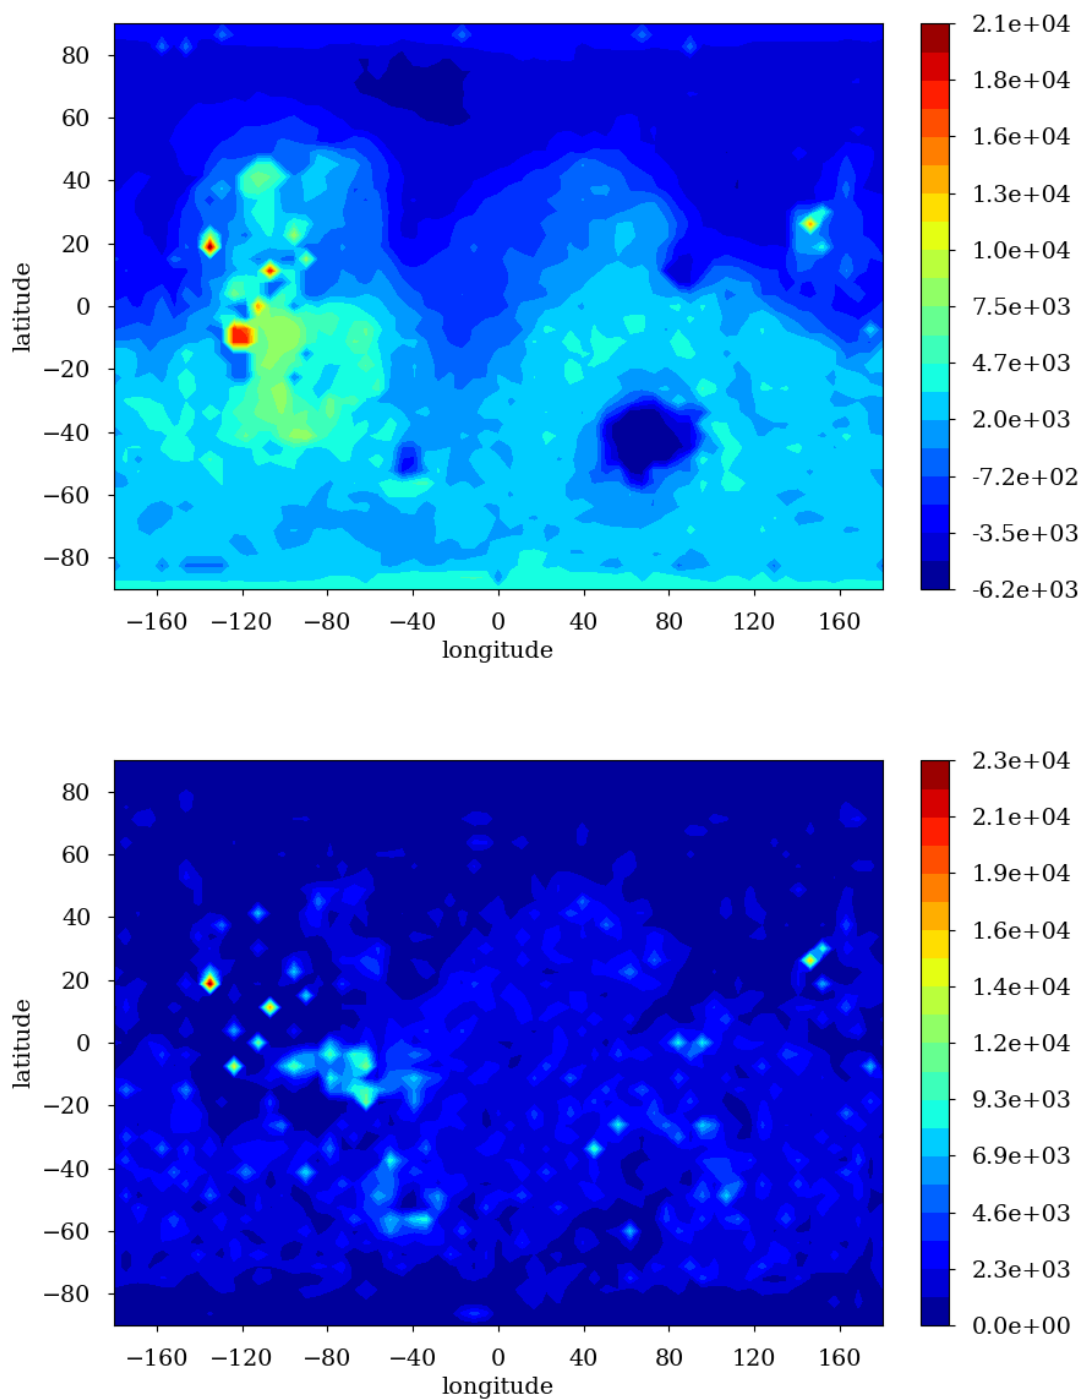 2.1e+04
80
1.8e+04
60
1.6e+04
40
1.3e+04
20
1.0e+04
latitude
0
7.5e+03
−20
4.7e+03
−40
2.0e+03
−60
-7.2e+02
−80
-3.5e+03
-6.2e+03
−160 −120 −80 −40 0 40 80 120 160
longitude
2.3e+04
80
2.1e+04
60
1.9e+04
40
1.6e+04
20
1.4e+04
latitude
0
1.2e+04
−20
9.3e+03
−40
6.9e+03
−60
4.6e+03
−80
2.3e+03
0.0e+00
−160 −120 −80 −40 0 40 80 120 160
longitude